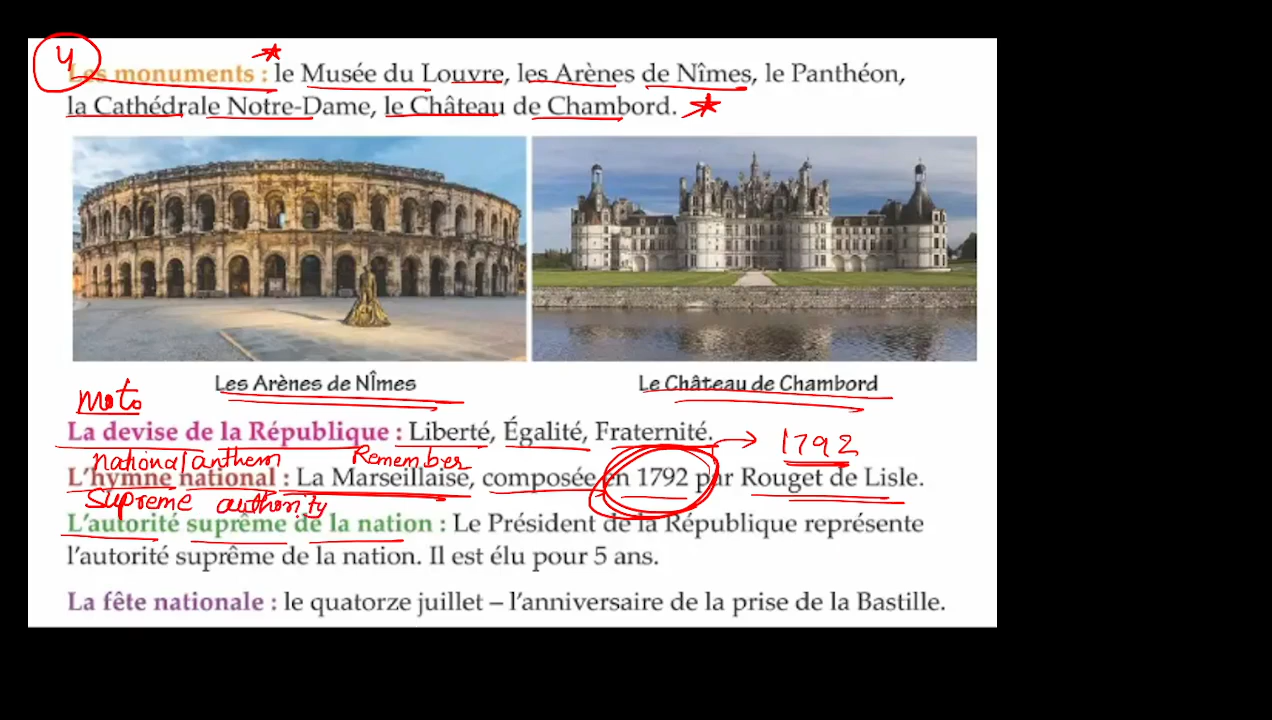 4
Les monuments : le Musée du Louvre, les Arènes de Nîmes, le Panthéon,
la Cathédrale Notre-Dame, le Château de Chambord.
Les Arènes de NÎmes
Le Château de Chambord
moto
La devise de la République : Liberté, Égalité, Fraternité.
1792
national anthem Remember
L'hymne national : La Marseillaise, composée en 1792 par Rouget de Lisle.
Supreme authority
L'autorité suprême de la nation : Le Président de la République représente
l'autorité suprême de la nation. Il est élu pour 5 ans.
La fête nationale : le quatorze juillet – l'anniversaire de la prise de la Bastille.